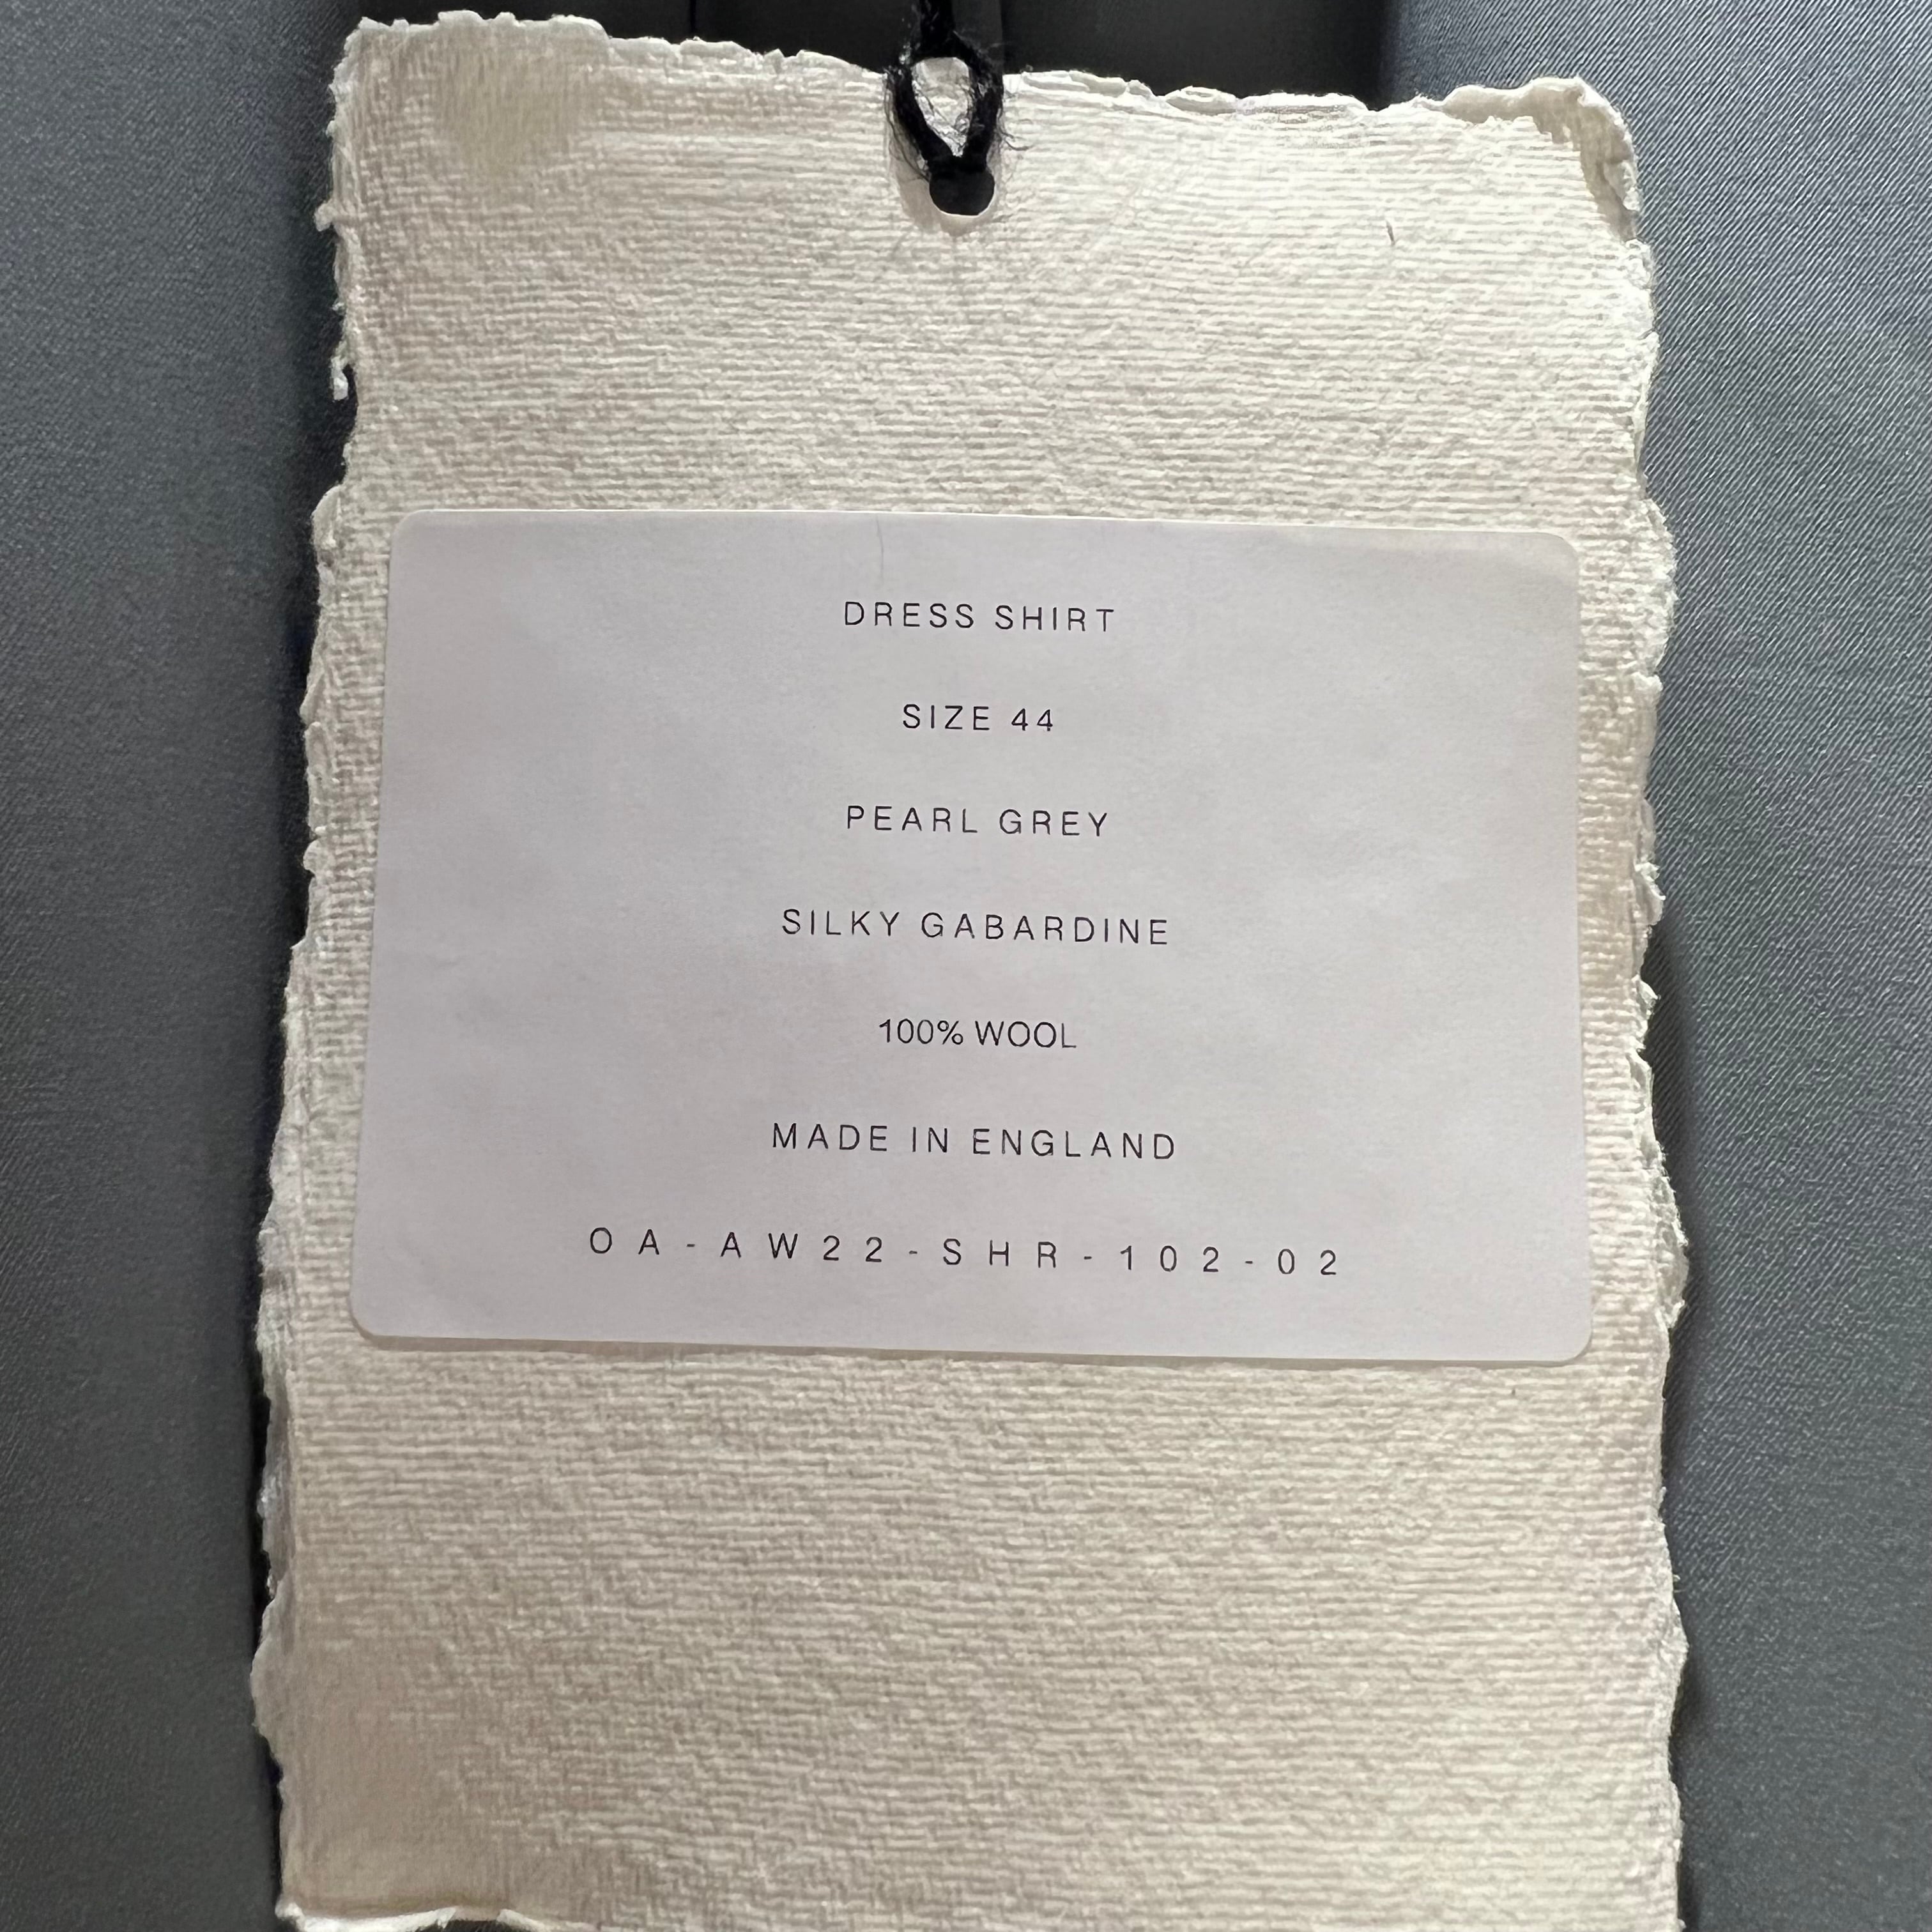 DRESS SHIRT
SIZE 44
PEARL GREY
SILKY GABARDINE
100% WOOL
MADE IN ENGLAND
OA-AW22-SHR-102-02